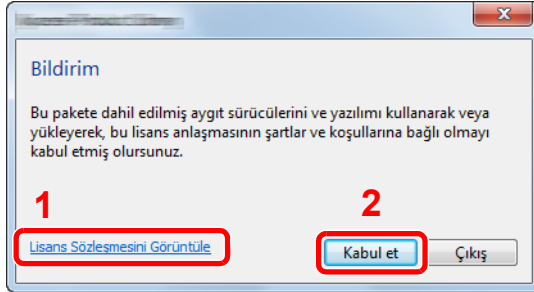 x
Bildirim
Bu pakete dahil edilmiş aygıt sürücülerini ve yazılımı kullanarak veya
yükleyerek, bu lisans anlaşmasının şartlar ve koşullarına bağlı olmayı
kabul etmiş olursunuz.
1
2
Lisans Sözleşmesini Görüntüle
Kabul et
Çıkış